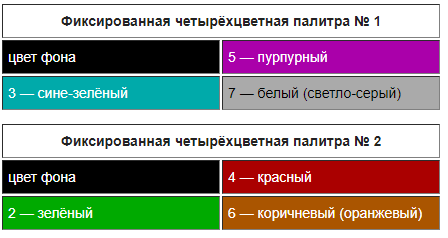 Фиксированная четырёхцветная палитра № 1
цвет фона
5 — пурпурный
3 — сине-зелёный
7 — белый (светло-серый)
Фиксированная четырёхцветная палитра № 2
цвет фона
4 — красный
2 — зелёный
6 — коричневый (оранжевый)